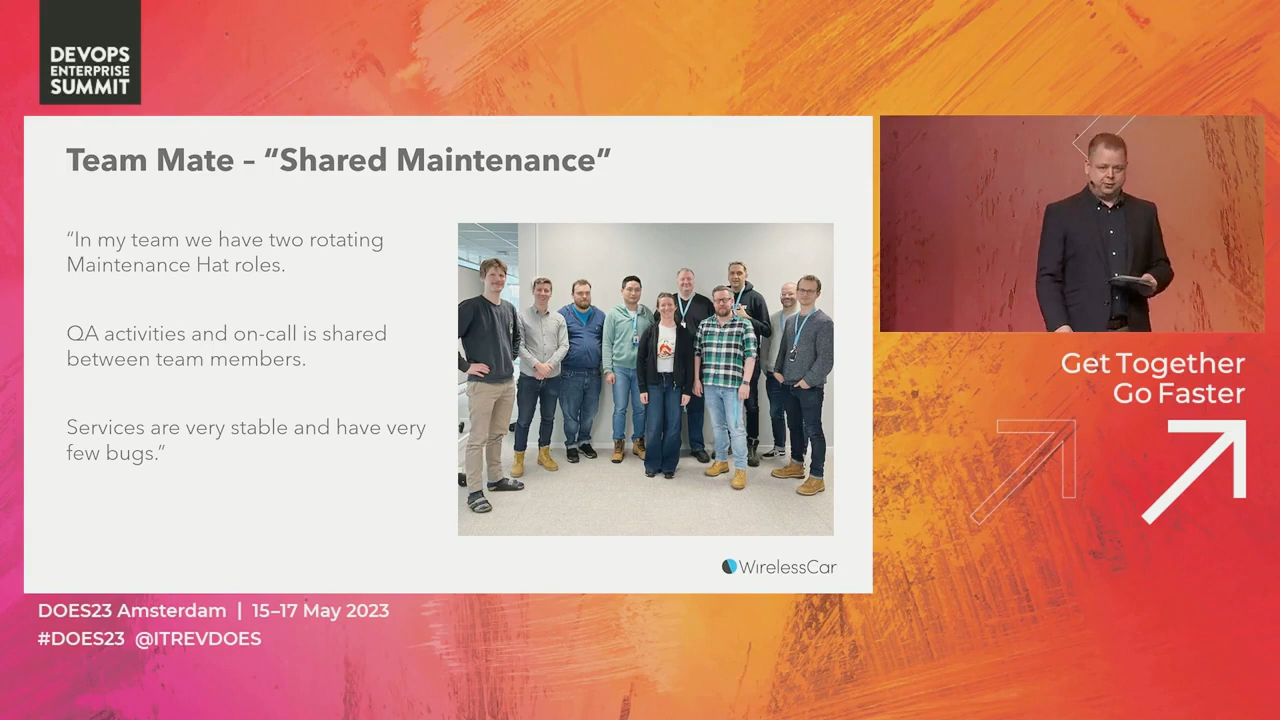 DEVOPS
ENTERPRISE
SUMMIT
Team Mate – “Shared Maintenance”
“In my team we have two rotating
Maintenance Hat roles.
QA activities and on-call is shared
between team members.
Services are very stable and have very
few bugs.”
WirelessCar
Get Together
Go Faster
DOES23 Amsterdam | 15–17 May 2023
#DOES23 @ITREVDOES